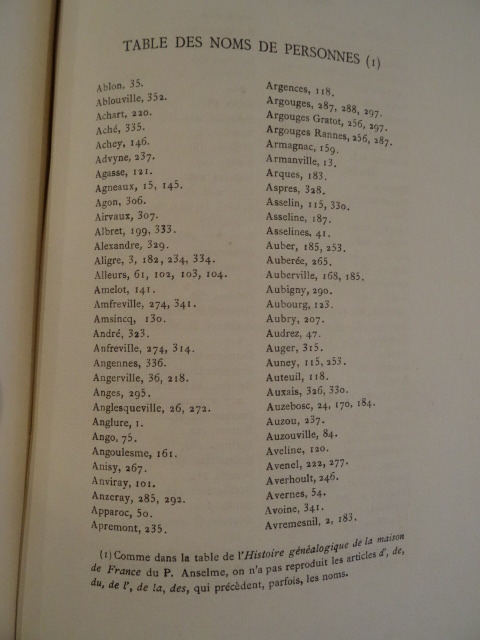 TABLE DES NOMS DE PERSONNES (1)
Ablon, 35.
Ablouville, 352.
Achart, 220.
Aché, 335.
Achey, 146.
Advyne, 237.
Agasse, 121.
Agneaux, 15, 145.
Agon, 306.
Airvaux, 307.
Albret, 199, 333.
Alexandre, 329.
Aligre, 3, 182, 234, 334.
Alleurs, 61, 102, 103, 104.
Amelot, 141.
Amfreville, 274, 341.
Amsincq, 130.
André, 323.
Anfreville, 274, 314.
Angennes, 336.
Angerville, 36, 218.
Anges, 295.
Anglesqueville, 26, 272.
Anglure, 1.
Ango, 75.
Angoulesme, 161.
Anisy, 267.
Anviray, 101.
Anzeray, 285, 292.
Apparoc, 50.
Apremont, 235.
Argences, 118.
Argouges, 287, 288, 297.
Argouges Gratot, 256, 297.
Argouges Rannes, 256, 287.
Armagnac, 159.
Armanville, 13.
Arques, 183.
Aspres, 328.
Asselin, 115, 330.
Asseline, 187.
Asselines, 41.
Auber, 185, 253.
Auberée, 265.
Auberville, 168, 185.
Aubigny, 290.
Aubourg, 123.
Aubry, 207.
Audrez, 47.
Auger, 315.
Auney, 115, 253.
Auteuil, 118.
Auxais, 326, 330.
Auzebosc, 24, 170, 184.
Auzou, 237.
Auzouville, 84.
Aveline, 120.
Avenel, 222, 277.
Averhoult, 246.
Avernes, 54.
Avoine, 341.
Avremesnil, 2, 183.
(1) Comme dans la table de l'Histoire généalogique de la maison
de France du P. Anselme, on n'a pas reproduit les articles d', de,
du, de l', de la, des, qui précèdent, parfois, les noms.